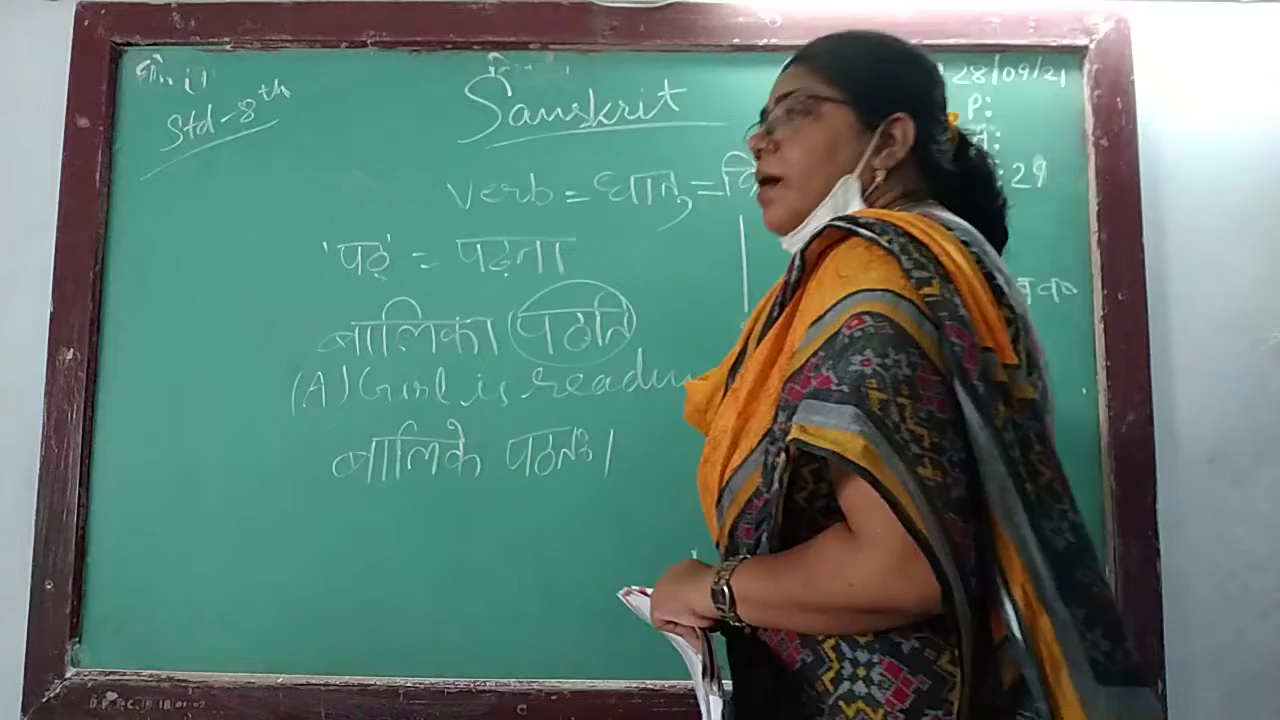 Std - 8th
Sanskrit
28/09/21
P:
29
verb = धातु =
'पठ्' = पढ़ना
बालिका पठति
(A) Girl is
बालिके पठतः।